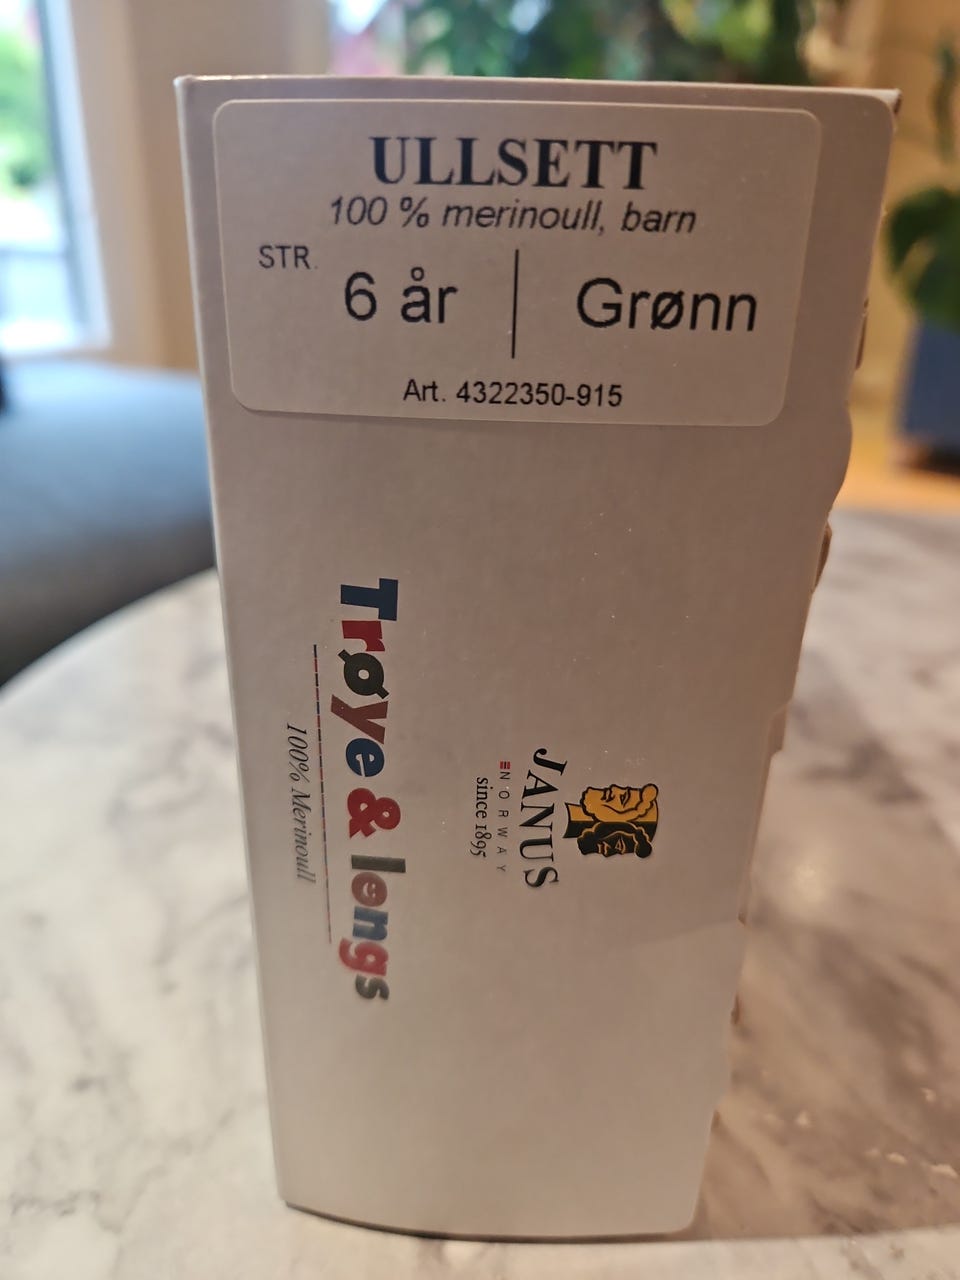 ULLSETT
100 % merinoull, barn
STR. 6 år | Grønn
Art. 4322350-915
JANUS
NORWAY
since 1895
Trøye & longs
100% Merinoull